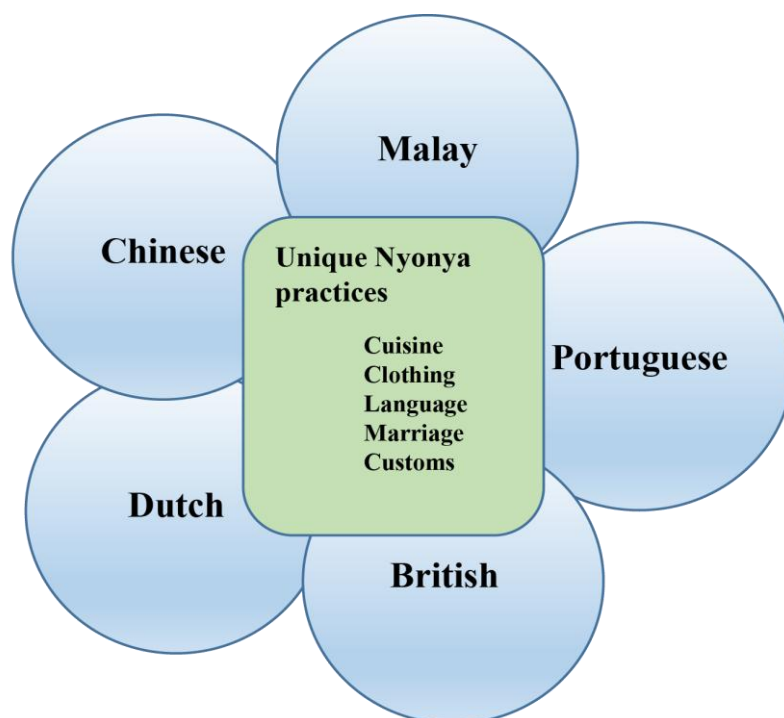 Malay
Chinese
Unique Nyonya
practices
Cuisine
Clothing
Language
Marriage
Customs
Portuguese
Dutch
British